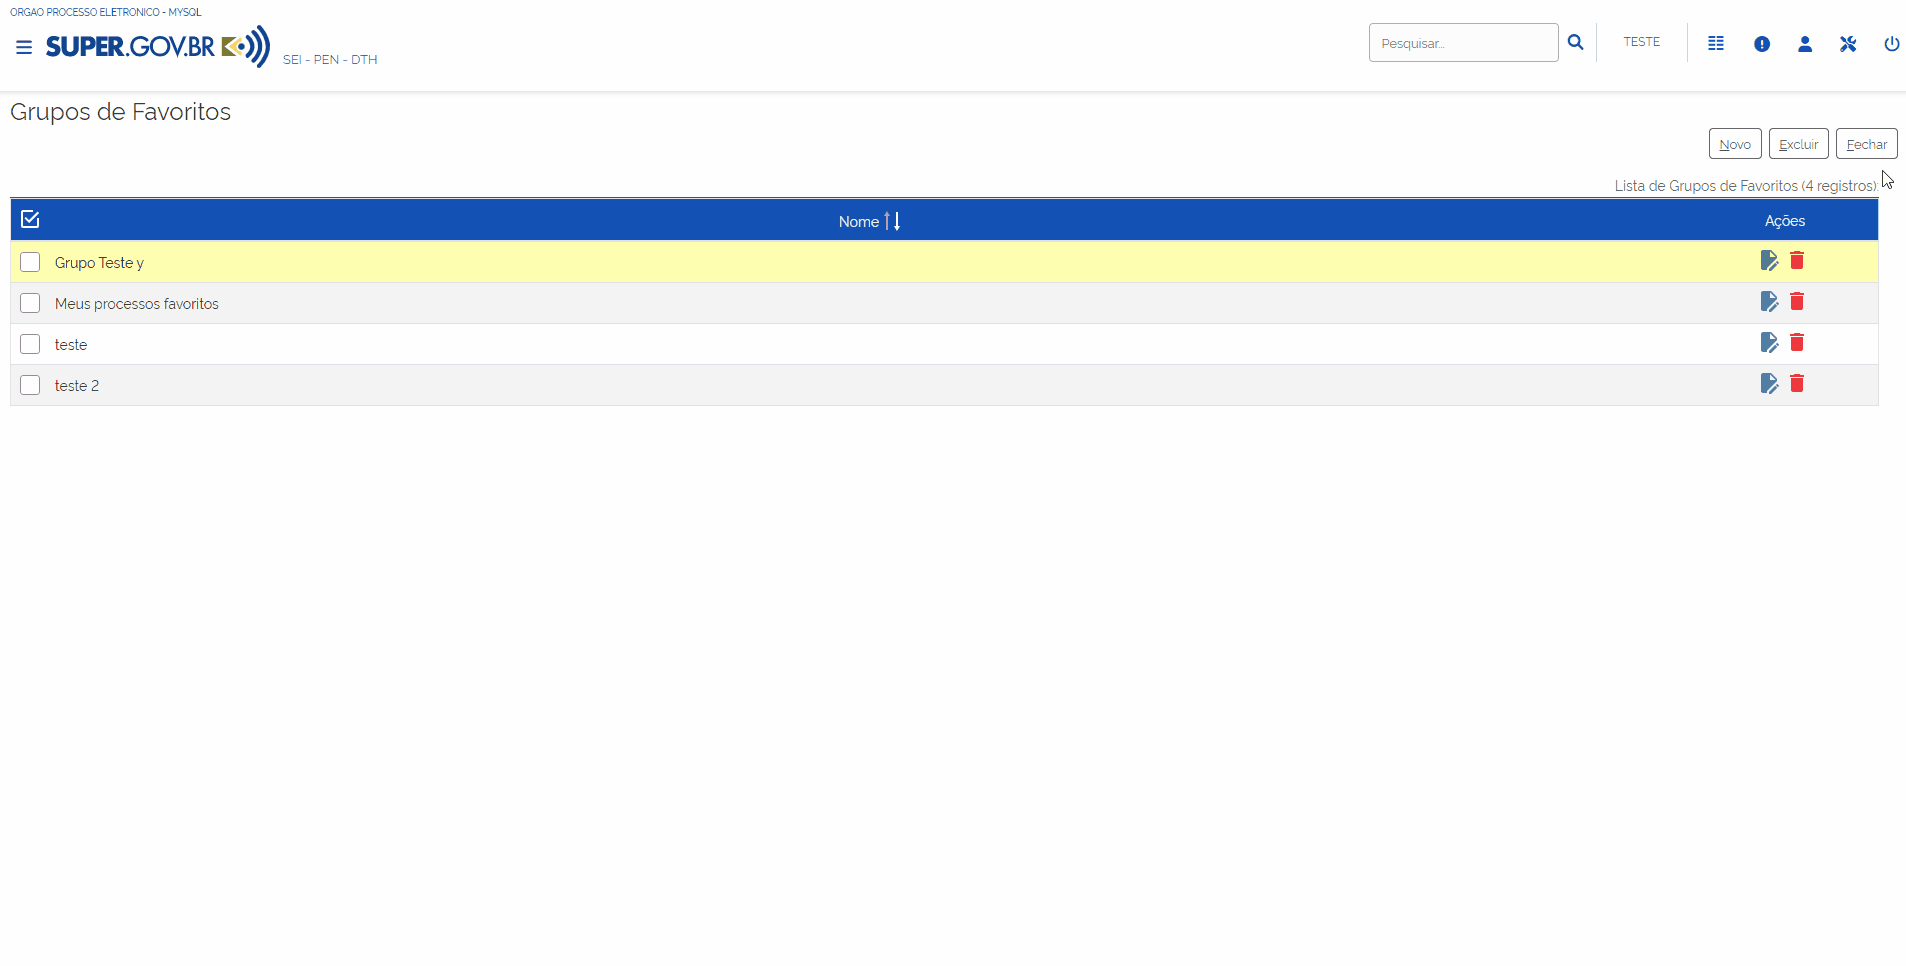 ORGAO PROCESSO ELETRONICO - MYSQL
SUPER.GOV.BR
SEI - PEN - DTH
Pesquisar...
TESTE
Grupos de Favoritos
Novo
Excluir
Fechar
Lista de Grupos de Favoritos (4 registros):
Nome
Ações
Grupo Teste y
Meus processos favoritos
teste
teste 2